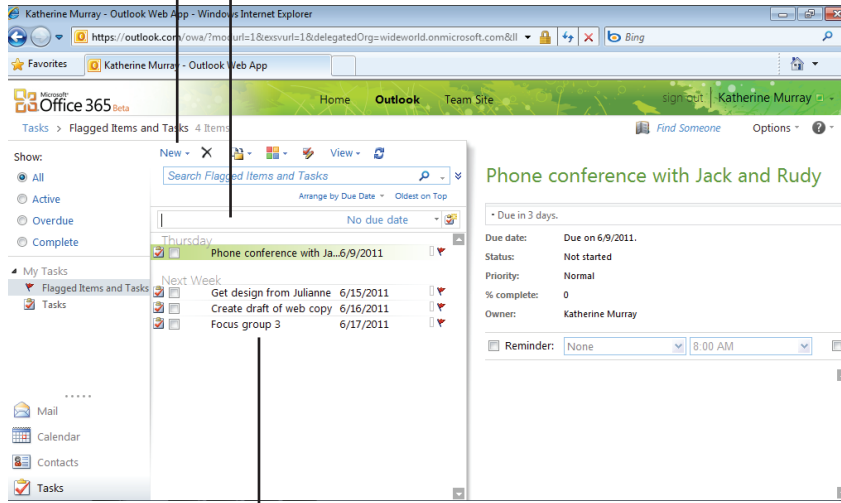 Katherine Murray - Outlook Web App - Windows Internet Explorer
https://outlook.com/owa/?modurl=1&exsvurl=1&delegatedOrg=wideworld.onmicrosoft.com&ll
Bing
Favorites
Katherine Murray - Outlook Web App
Microsoft
Office 365 Beta
Home Outlook Team Site
sign out Katherine Murray
Tasks > Flagged Items and Tasks 4 Items
Find Someone Options
Show:
All
Active
Overdue
Complete
My Tasks
Flagged Items and Tasks
Tasks
Mail
Calendar
Contacts
Tasks
New View
Search Flagged Items and Tasks
Arrange by Due Date Oldest on Top
No due date
Thursday
Phone conference with Ja...6/9/2011
Next Week
Get design from Julianne 6/15/2011
Create draft of web copy 6/16/2011
Focus group 3 6/17/2011
Phone conference with Jack and Rudy
Due in 3 days.
Due date: Due on 6/9/2011.
Status: Not started
Priority: Normal
% complete: 0
Owner: Katherine Murray
Reminder: None 8:00 AM